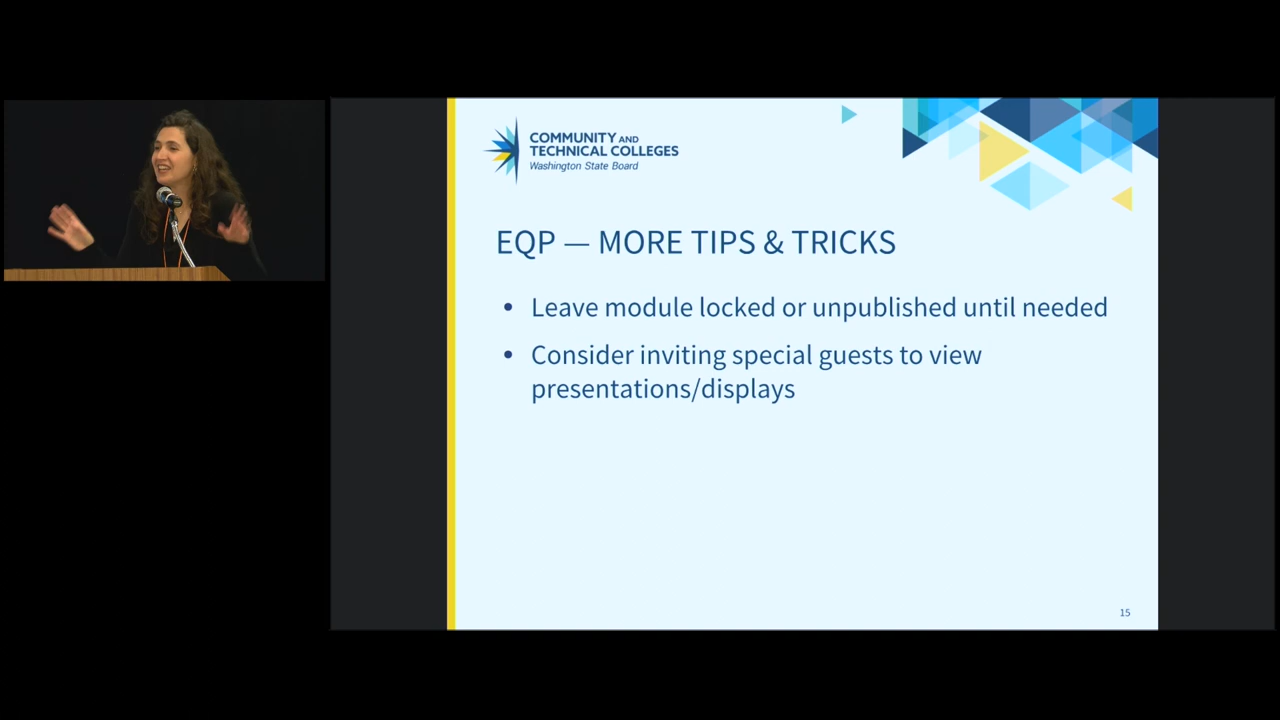 COMMUNITY AND
TECHNICAL COLLEGES
Washington State Board
EQP — MORE TIPS & TRICKS
• Leave module locked or unpublished until needed
• Consider inviting special guests to view
presentations/displays
15